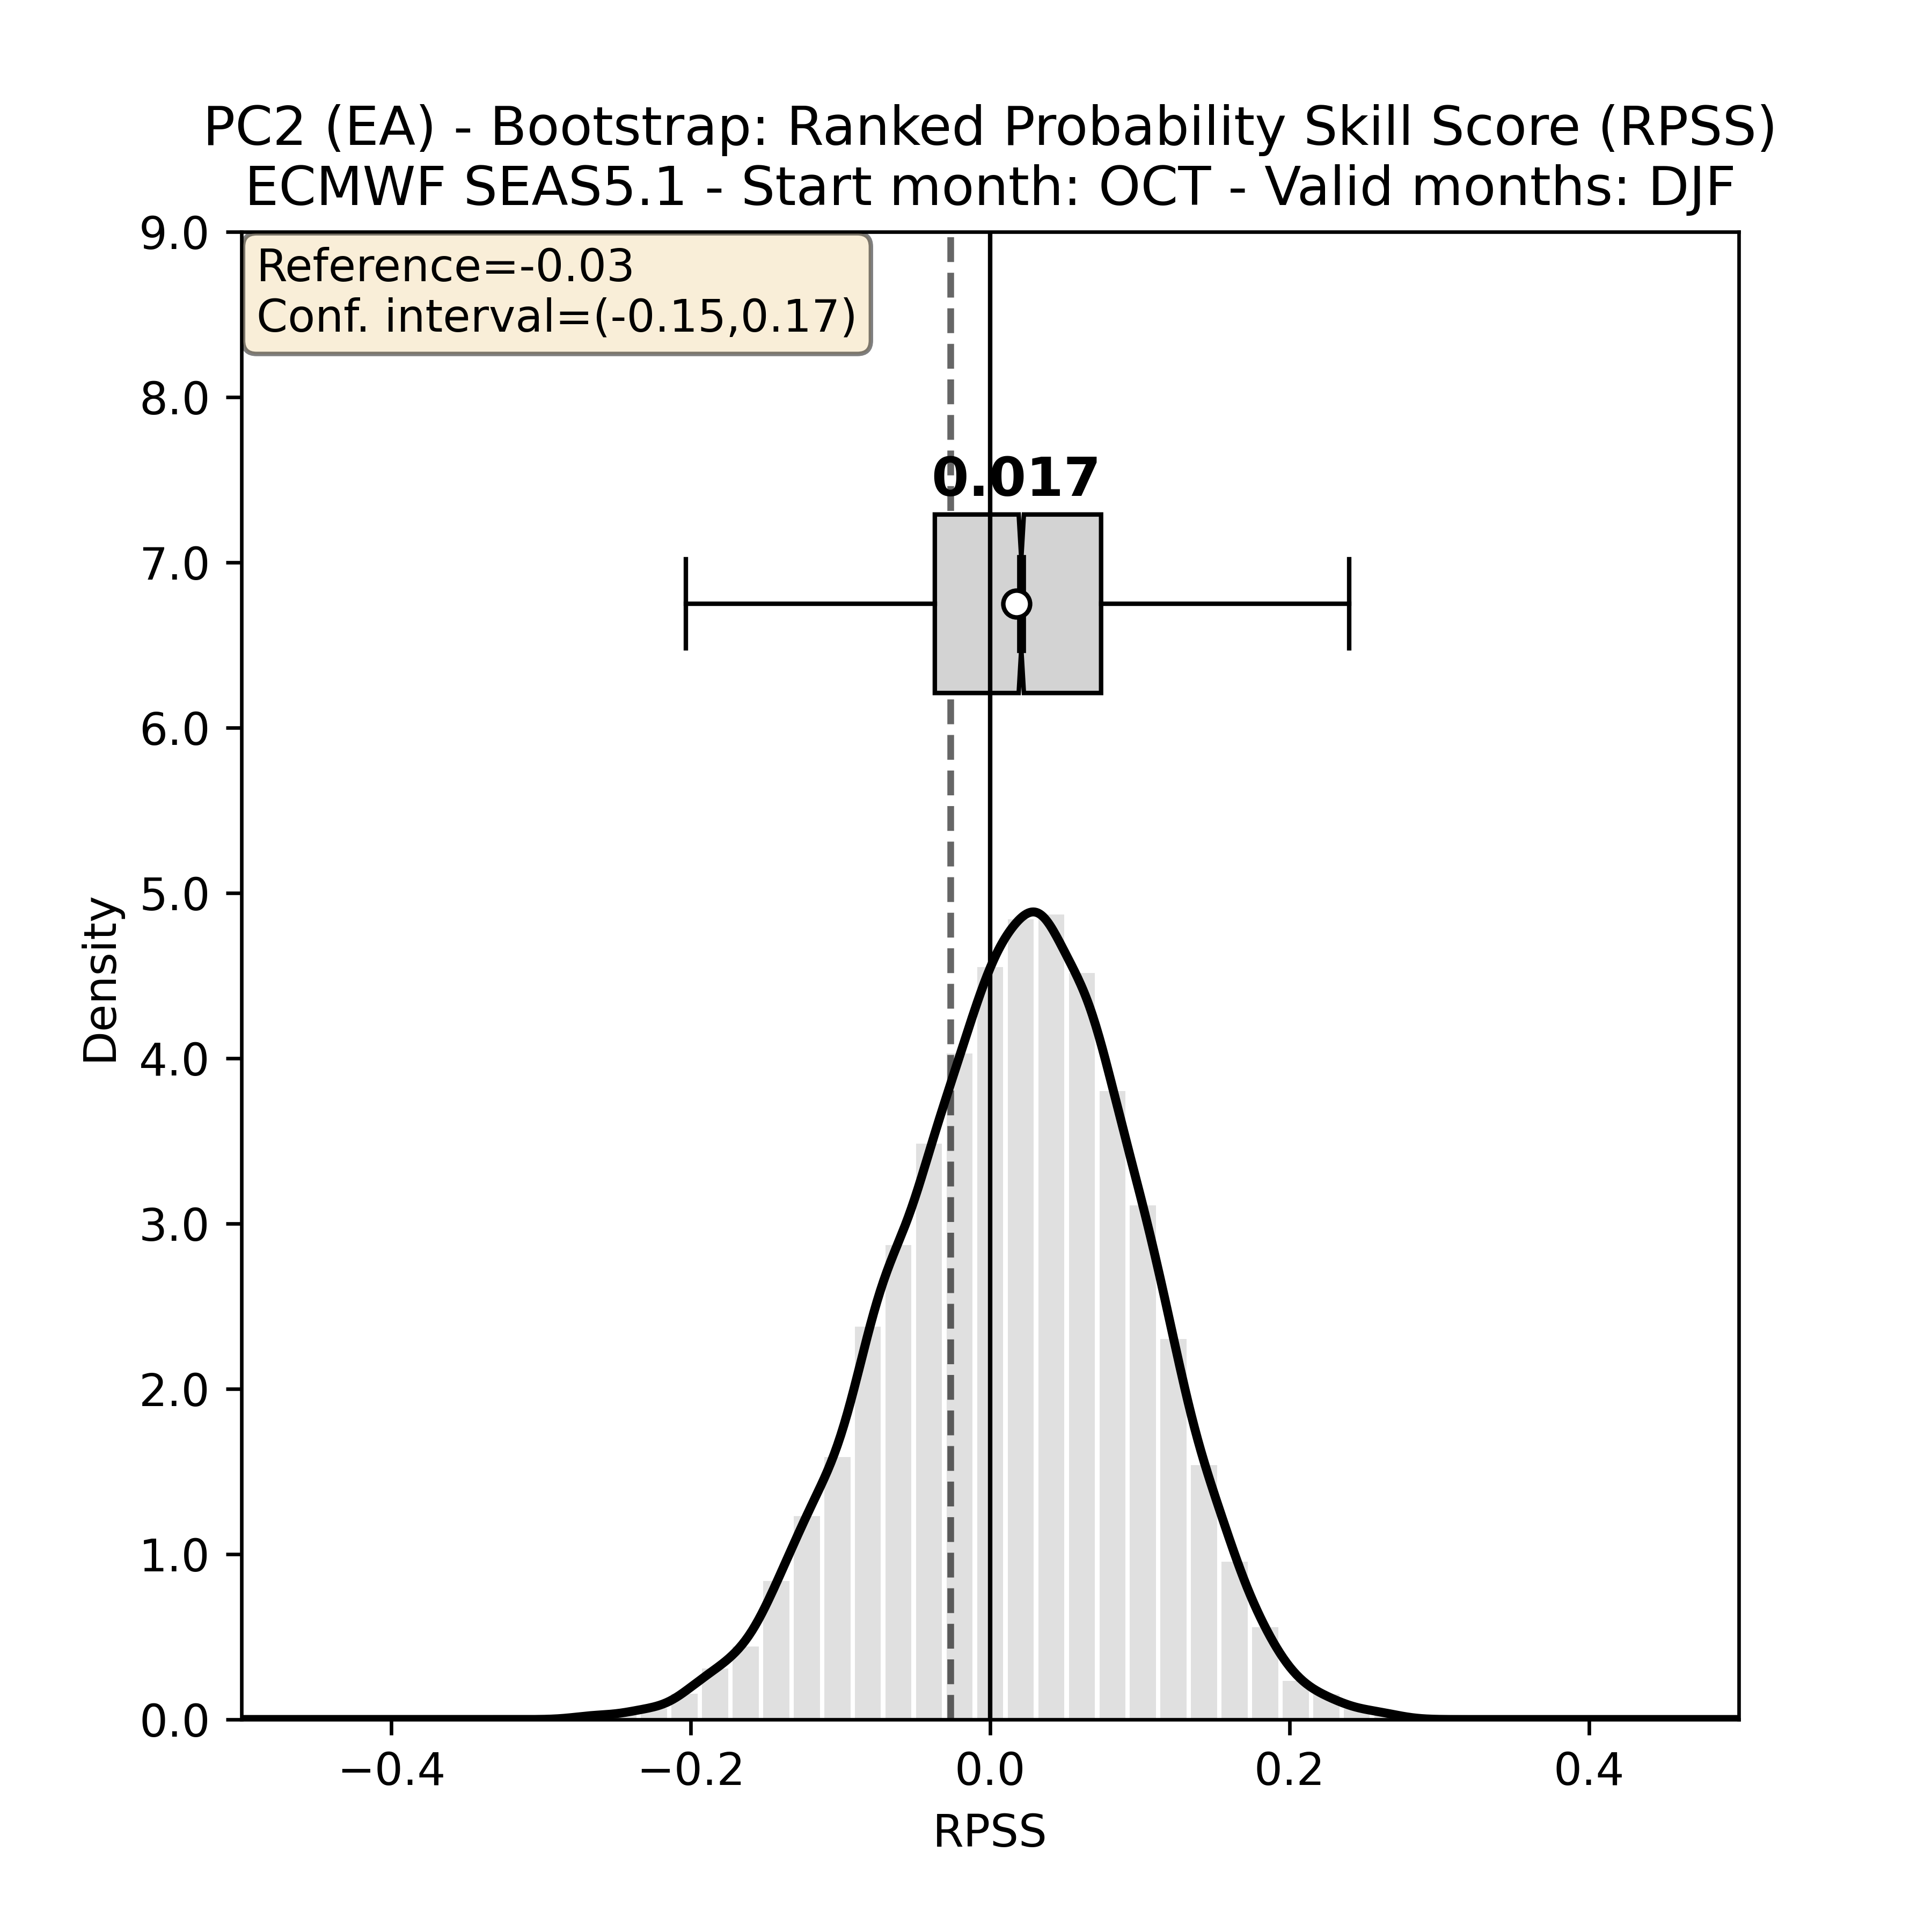 PC2 (EA) - Bootstrap: Ranked Probability Skill Score (RPSS)
ECMWF SEAS5.1 - Start month: OCT - Valid months: DJF
Reference=-0.03
Conf. interval=(-0.15,0.17)
0.017
9.0
8.0
7.0
6.0
5.0
4.0
3.0
2.0
1.0
0.0
Density
−0.4
−0.2
0.0
0.2
0.4
RPSS